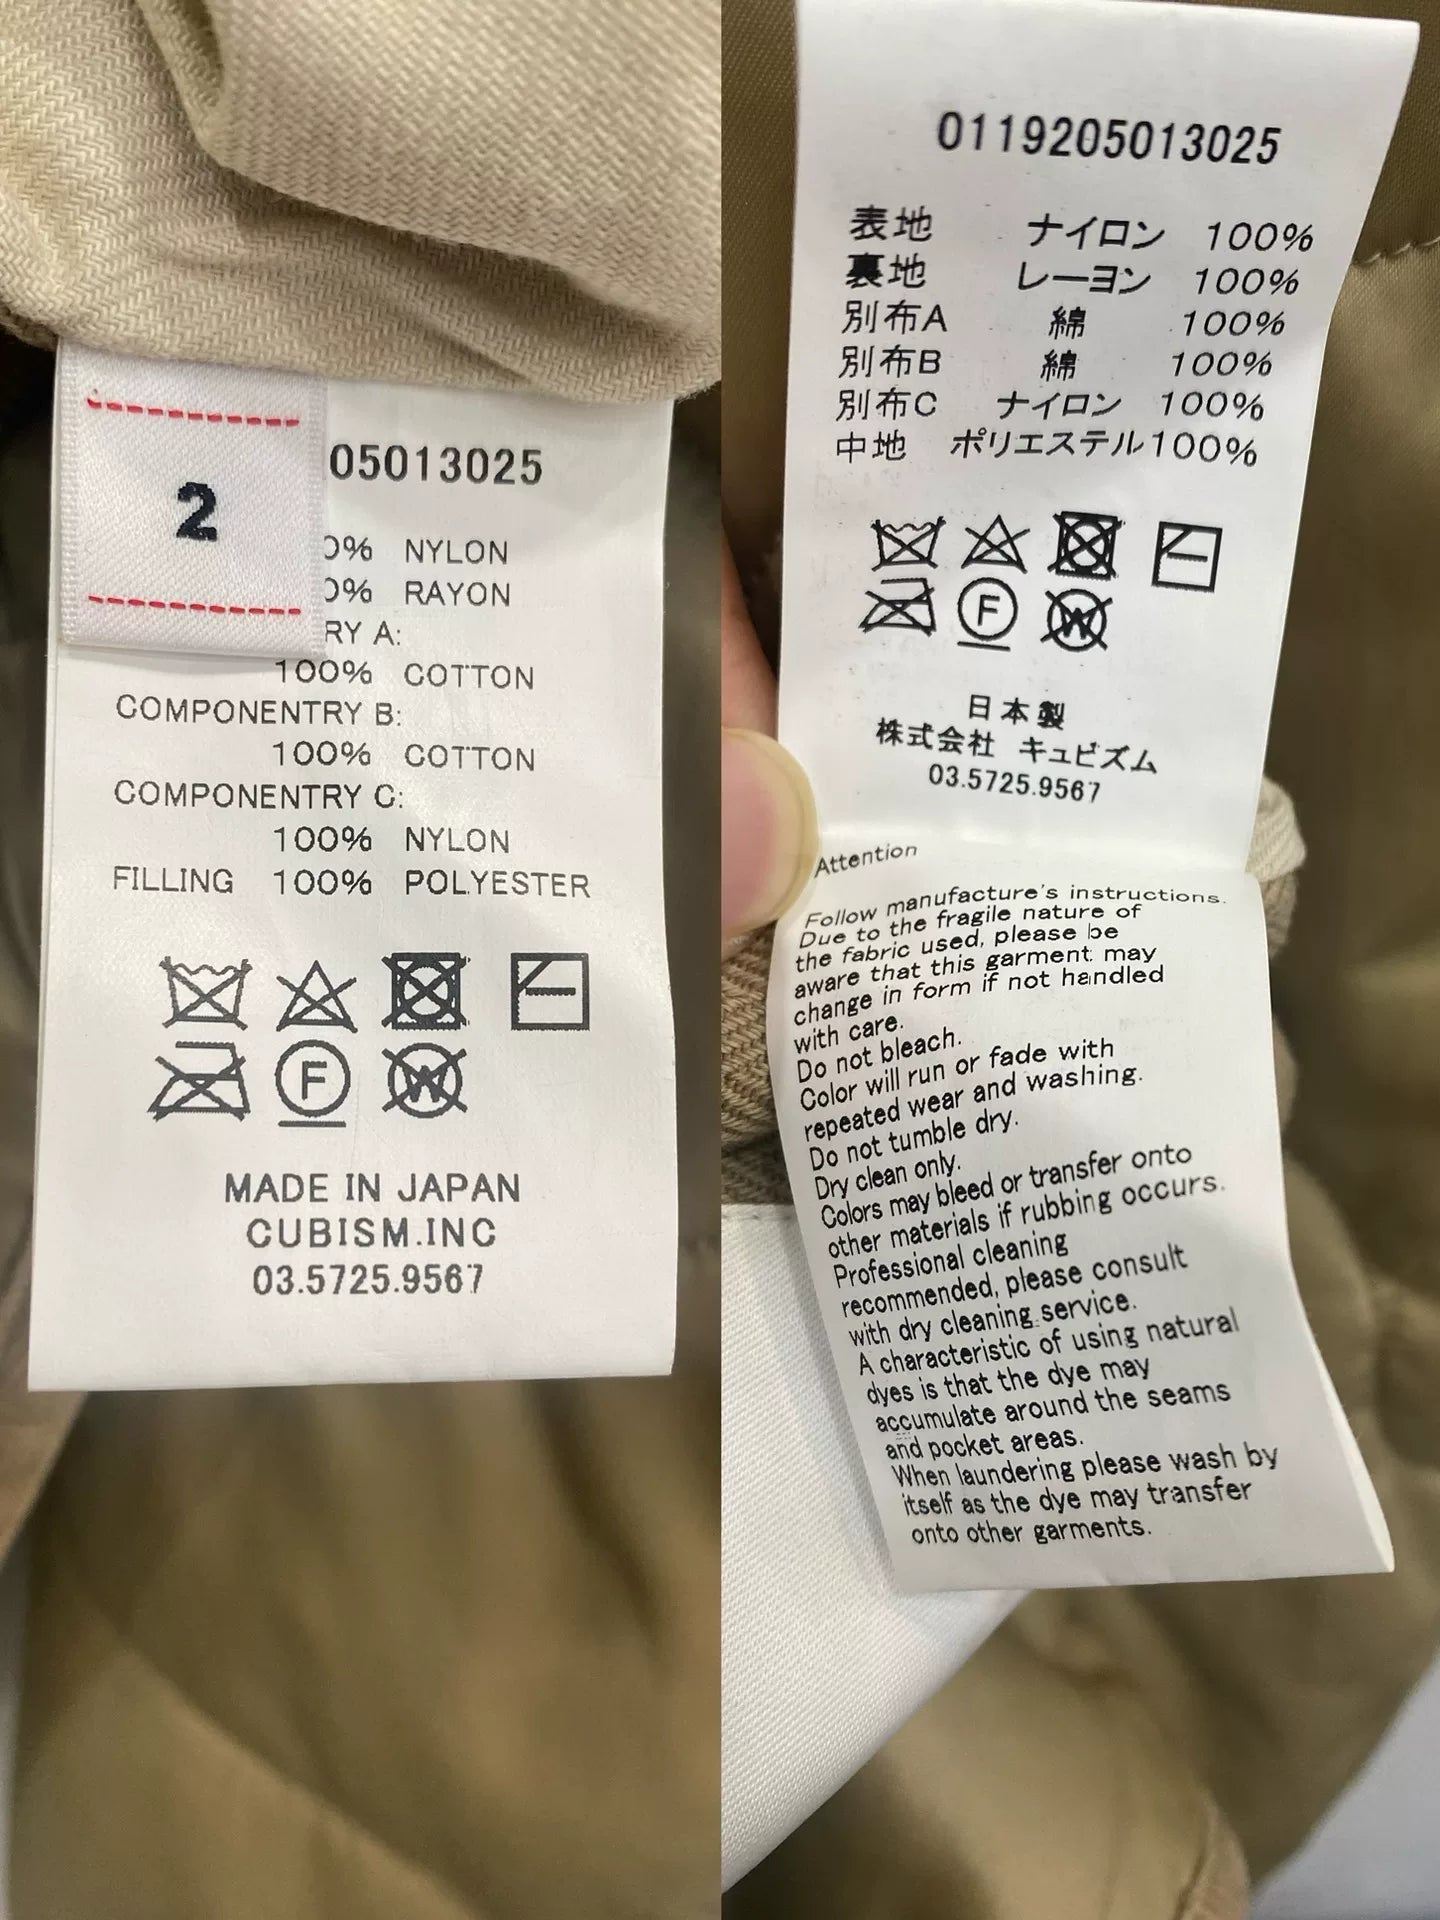 2
05013025
0% NYLON
0% RAYON
RY A:
100% COTTON
COMPONENTRY B:
100% COTTON
COMPONENTRY C:
100% NYLON
FILLING 100% POLYESTER
F
W
MADE IN JAPAN
CUBISM.INC
03.5725.9567
0119205013025
表地 ナイロン 100%
裏地 レーヨン 100%
別布A 綿 100%
別布B 綿 100%
別布C ナイロン 100%
中地 ポリエステル100%
F
W
日本製
株式会社 キュビズム
03.5725.9567
Attention
Follow manufacture's instructions.
Due to the fragile nature of
the fabric used, please be
aware that this garment may
change in form if not handled
with care.
Do not bleach.
Color will run or fade with
repeated wear and washing.
Do not tumble dry.
Dry clean only.
Colors may bleed or transfer onto
other materials if rubbing occurs.
Professional cleaning
recommended, please consult
with dry cleaning service.
A characteristic of using natural
dyes is that the dye may
accumulate around the seams
and pocket areas.
When laundering please wash by
itself as the dye may transfer
onto other garments.